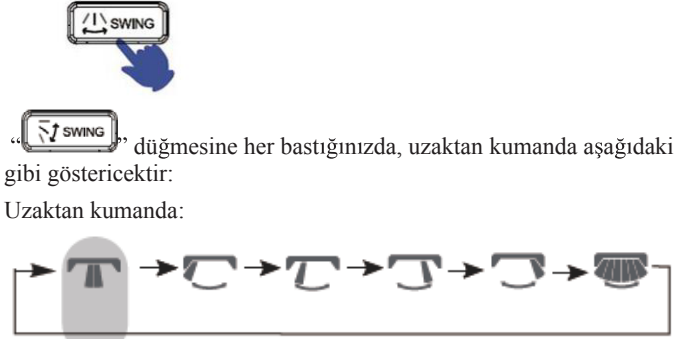 SWING
“ SWING ” düğmesine her bastığınızda, uzaktan kumanda aşağıdaki
gibi göstericektir:
Uzaktan kumanda: